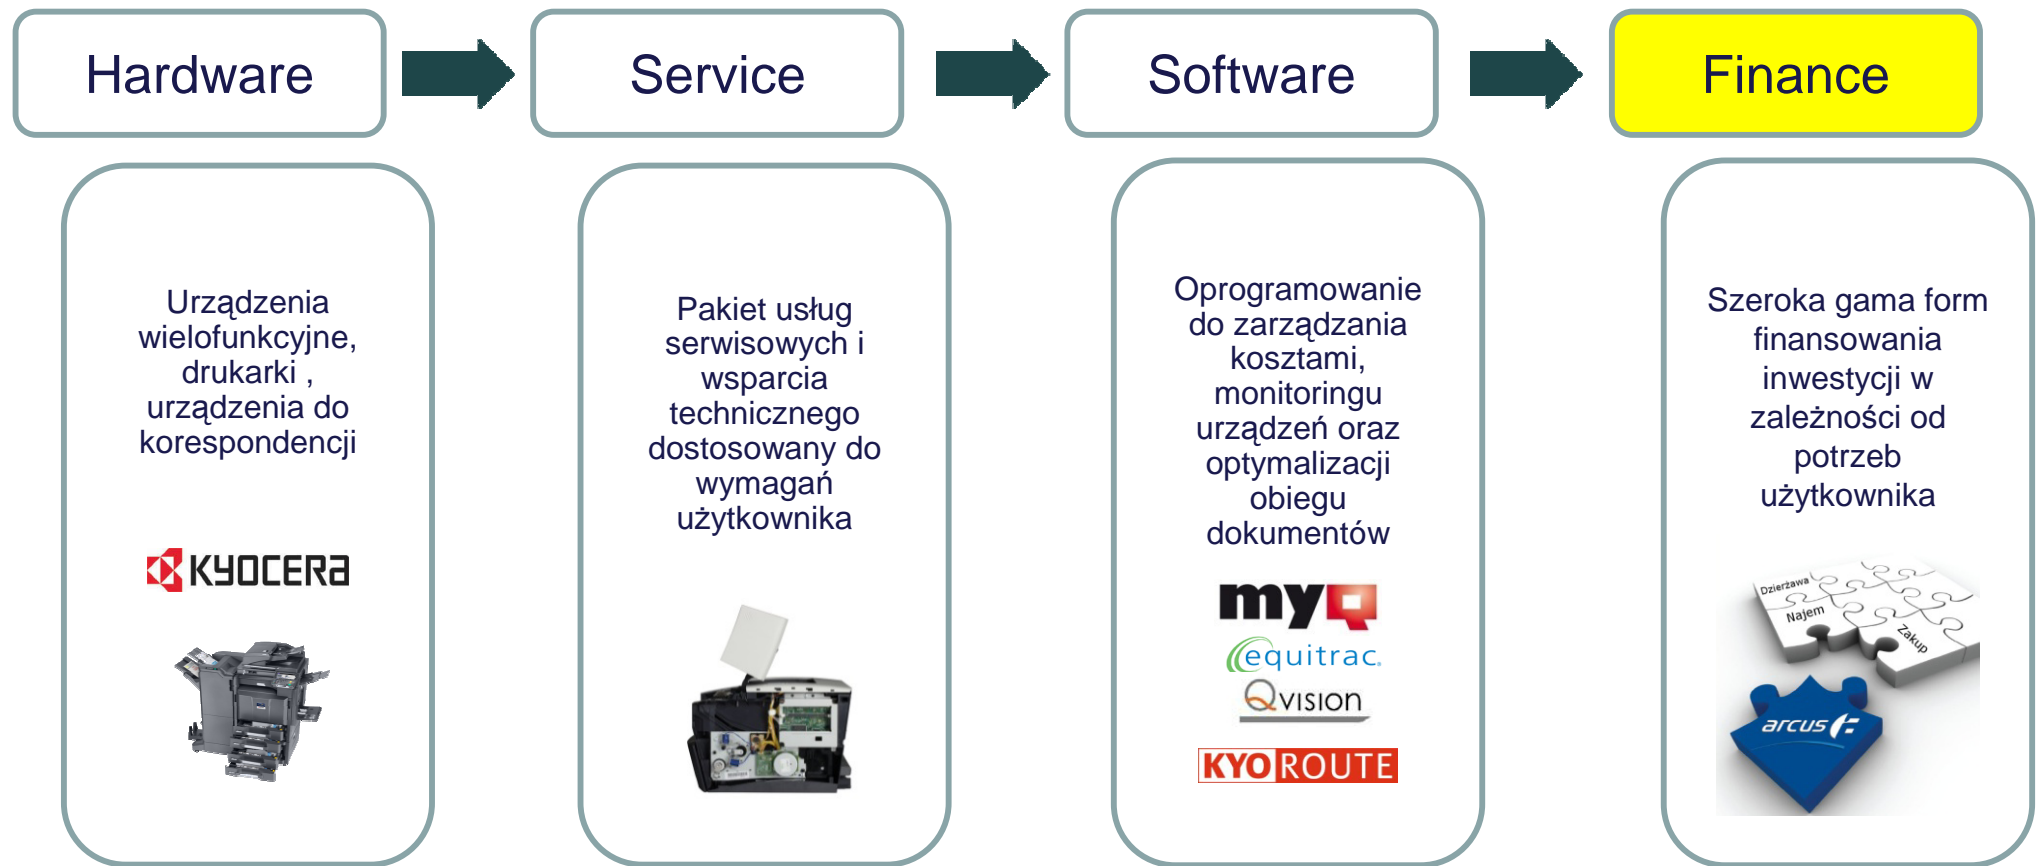 Hardware
Service
Software
Finance
Urządzenia
wielofunkcyjne,
drukarki ,
urządzenia do
korespondencji
KYOCERA
Pakiet usług
serwisowych i
wsparcia
technicznego
dostosowany do
wymagań
użytkownika
Oprogramowanie
do zarządzania
kosztami,
monitoringu
urządzeń oraz
optymalizacji
obiegu
dokumentów
myQ
equitrac
Qvision
KYOROUTE
Szeroka gama form
finansowania
inwestycji w
zależności od
potrzeb
użytkownika
Dzierżawa
Najem
Zakup
arcus